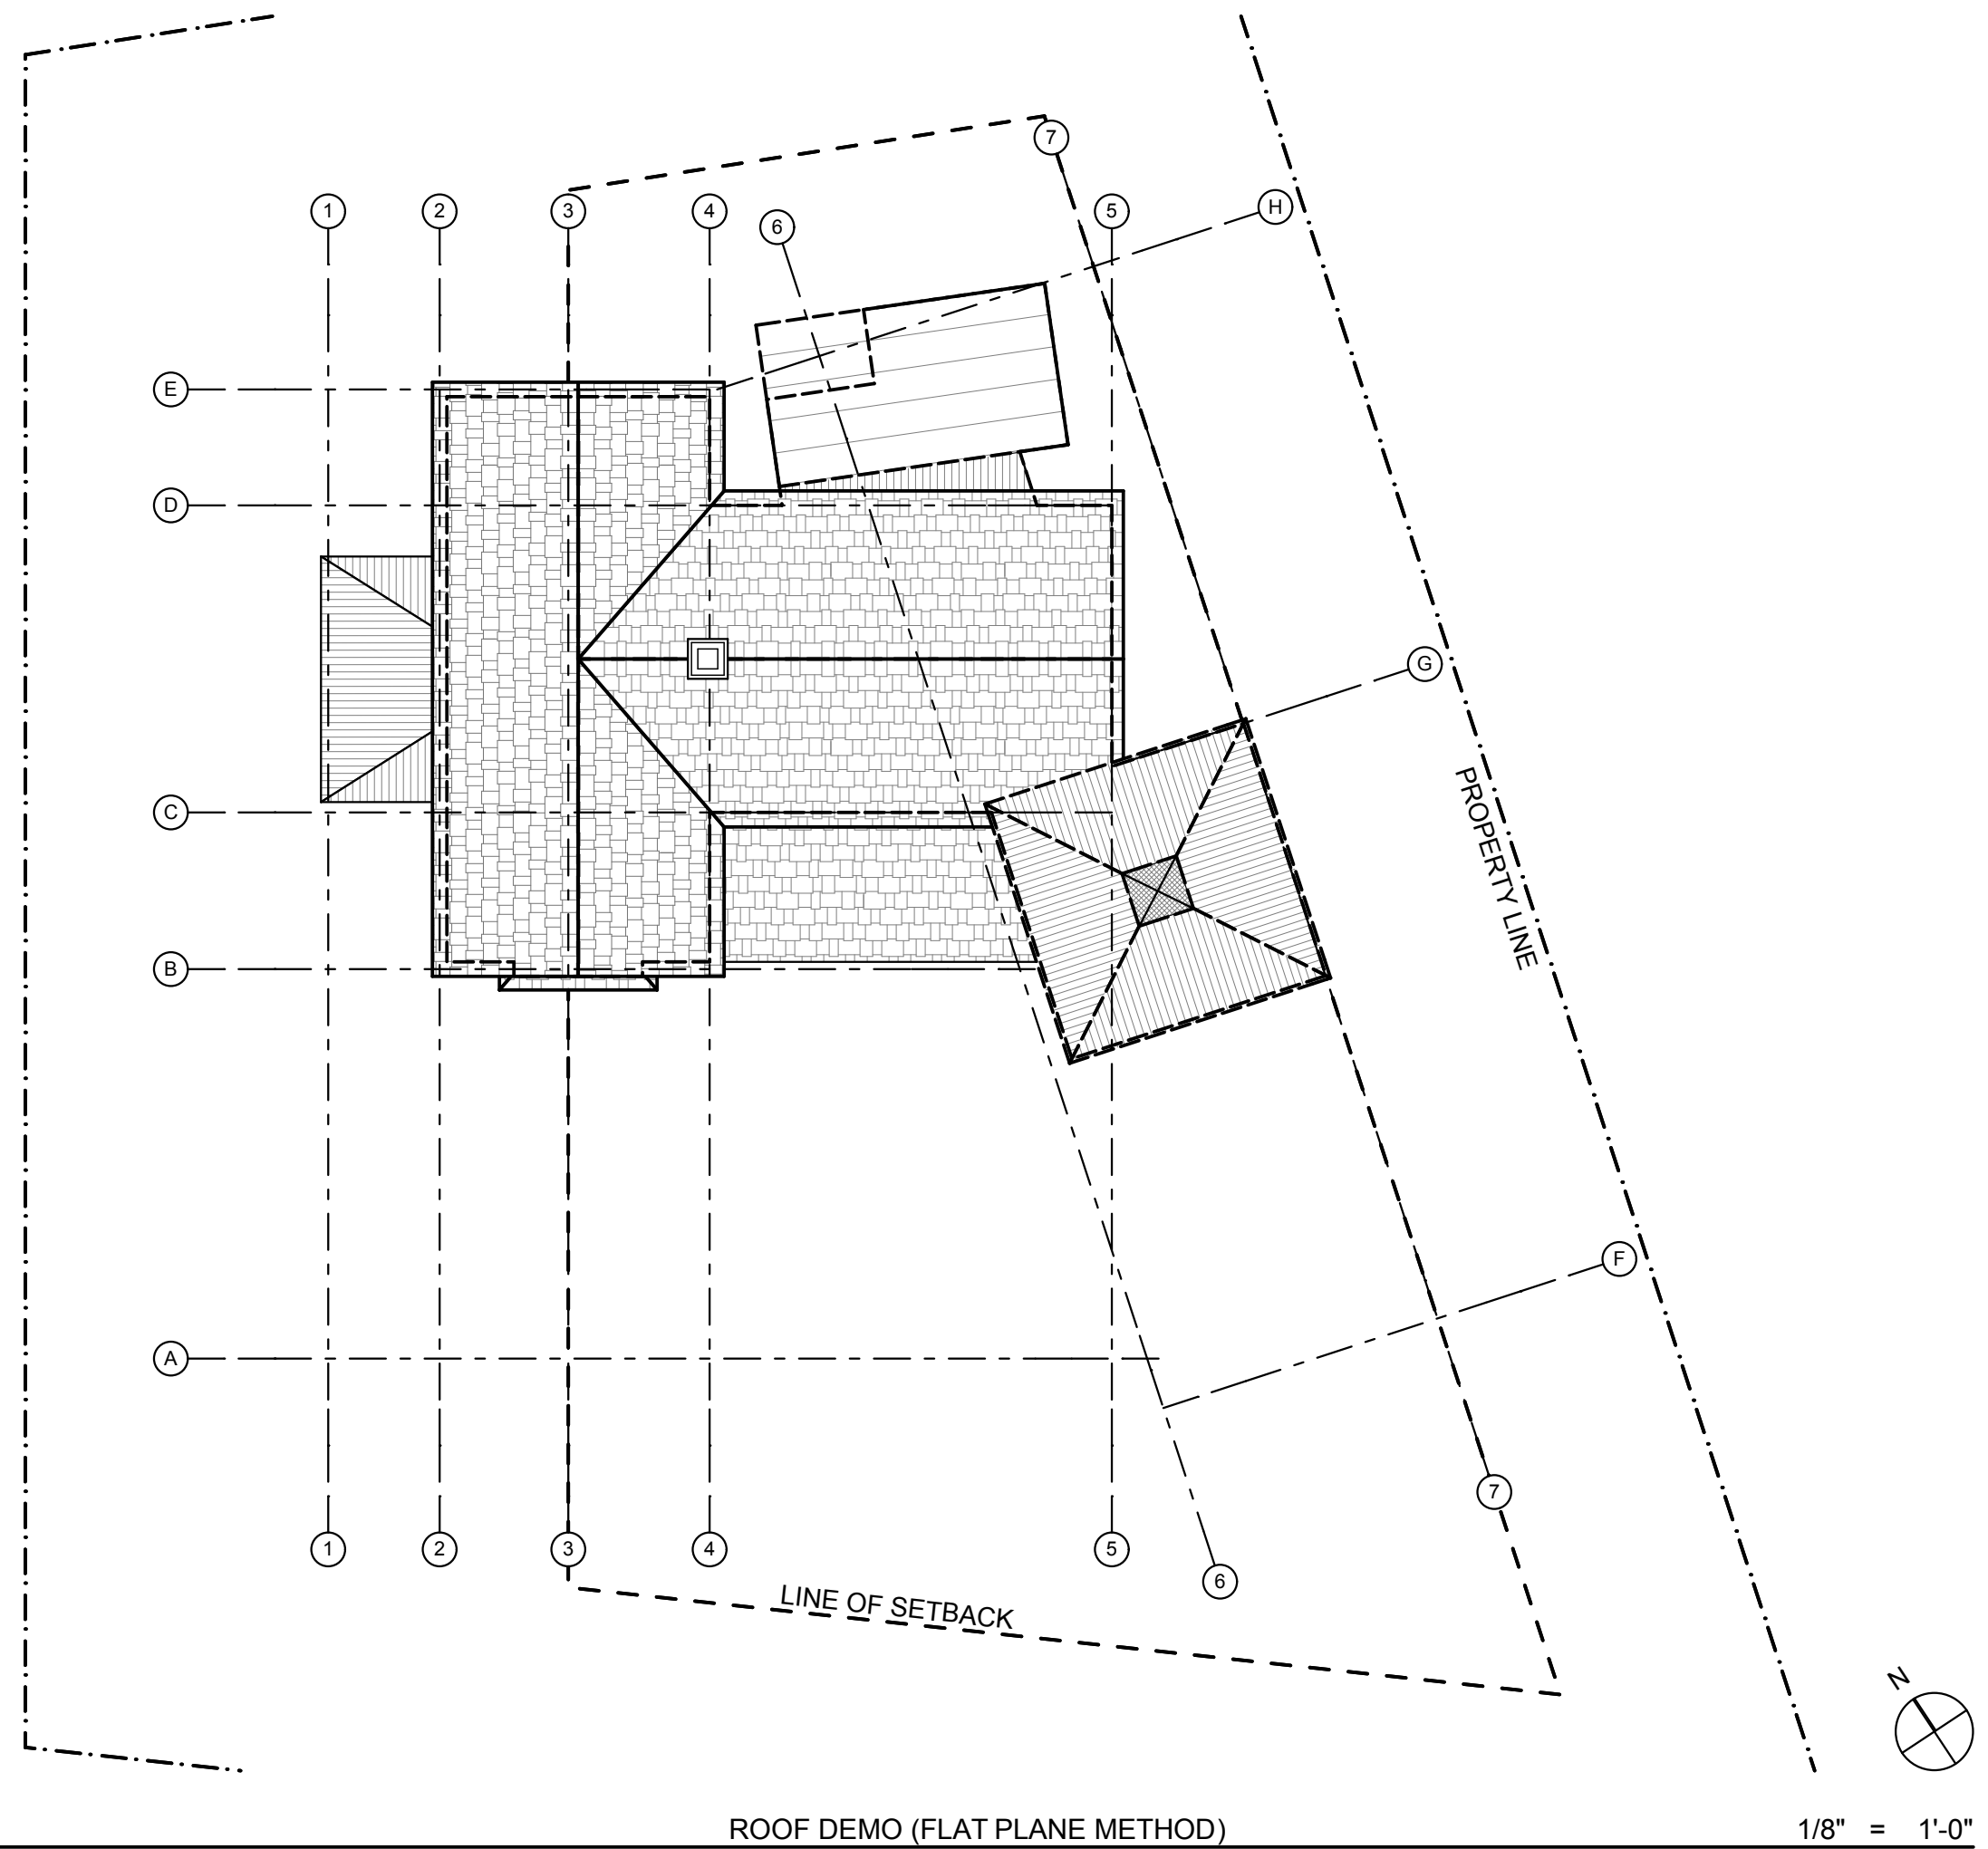 7
1
2
3
4
5
6
H
E
D
G
C
PROPERTY LINE
B
F
A
7
1
2
3
4
5
6
LINE OF SETBACK
N
ROOF DEMO (FLAT PLANE METHOD)
1/8" = 1'-0"